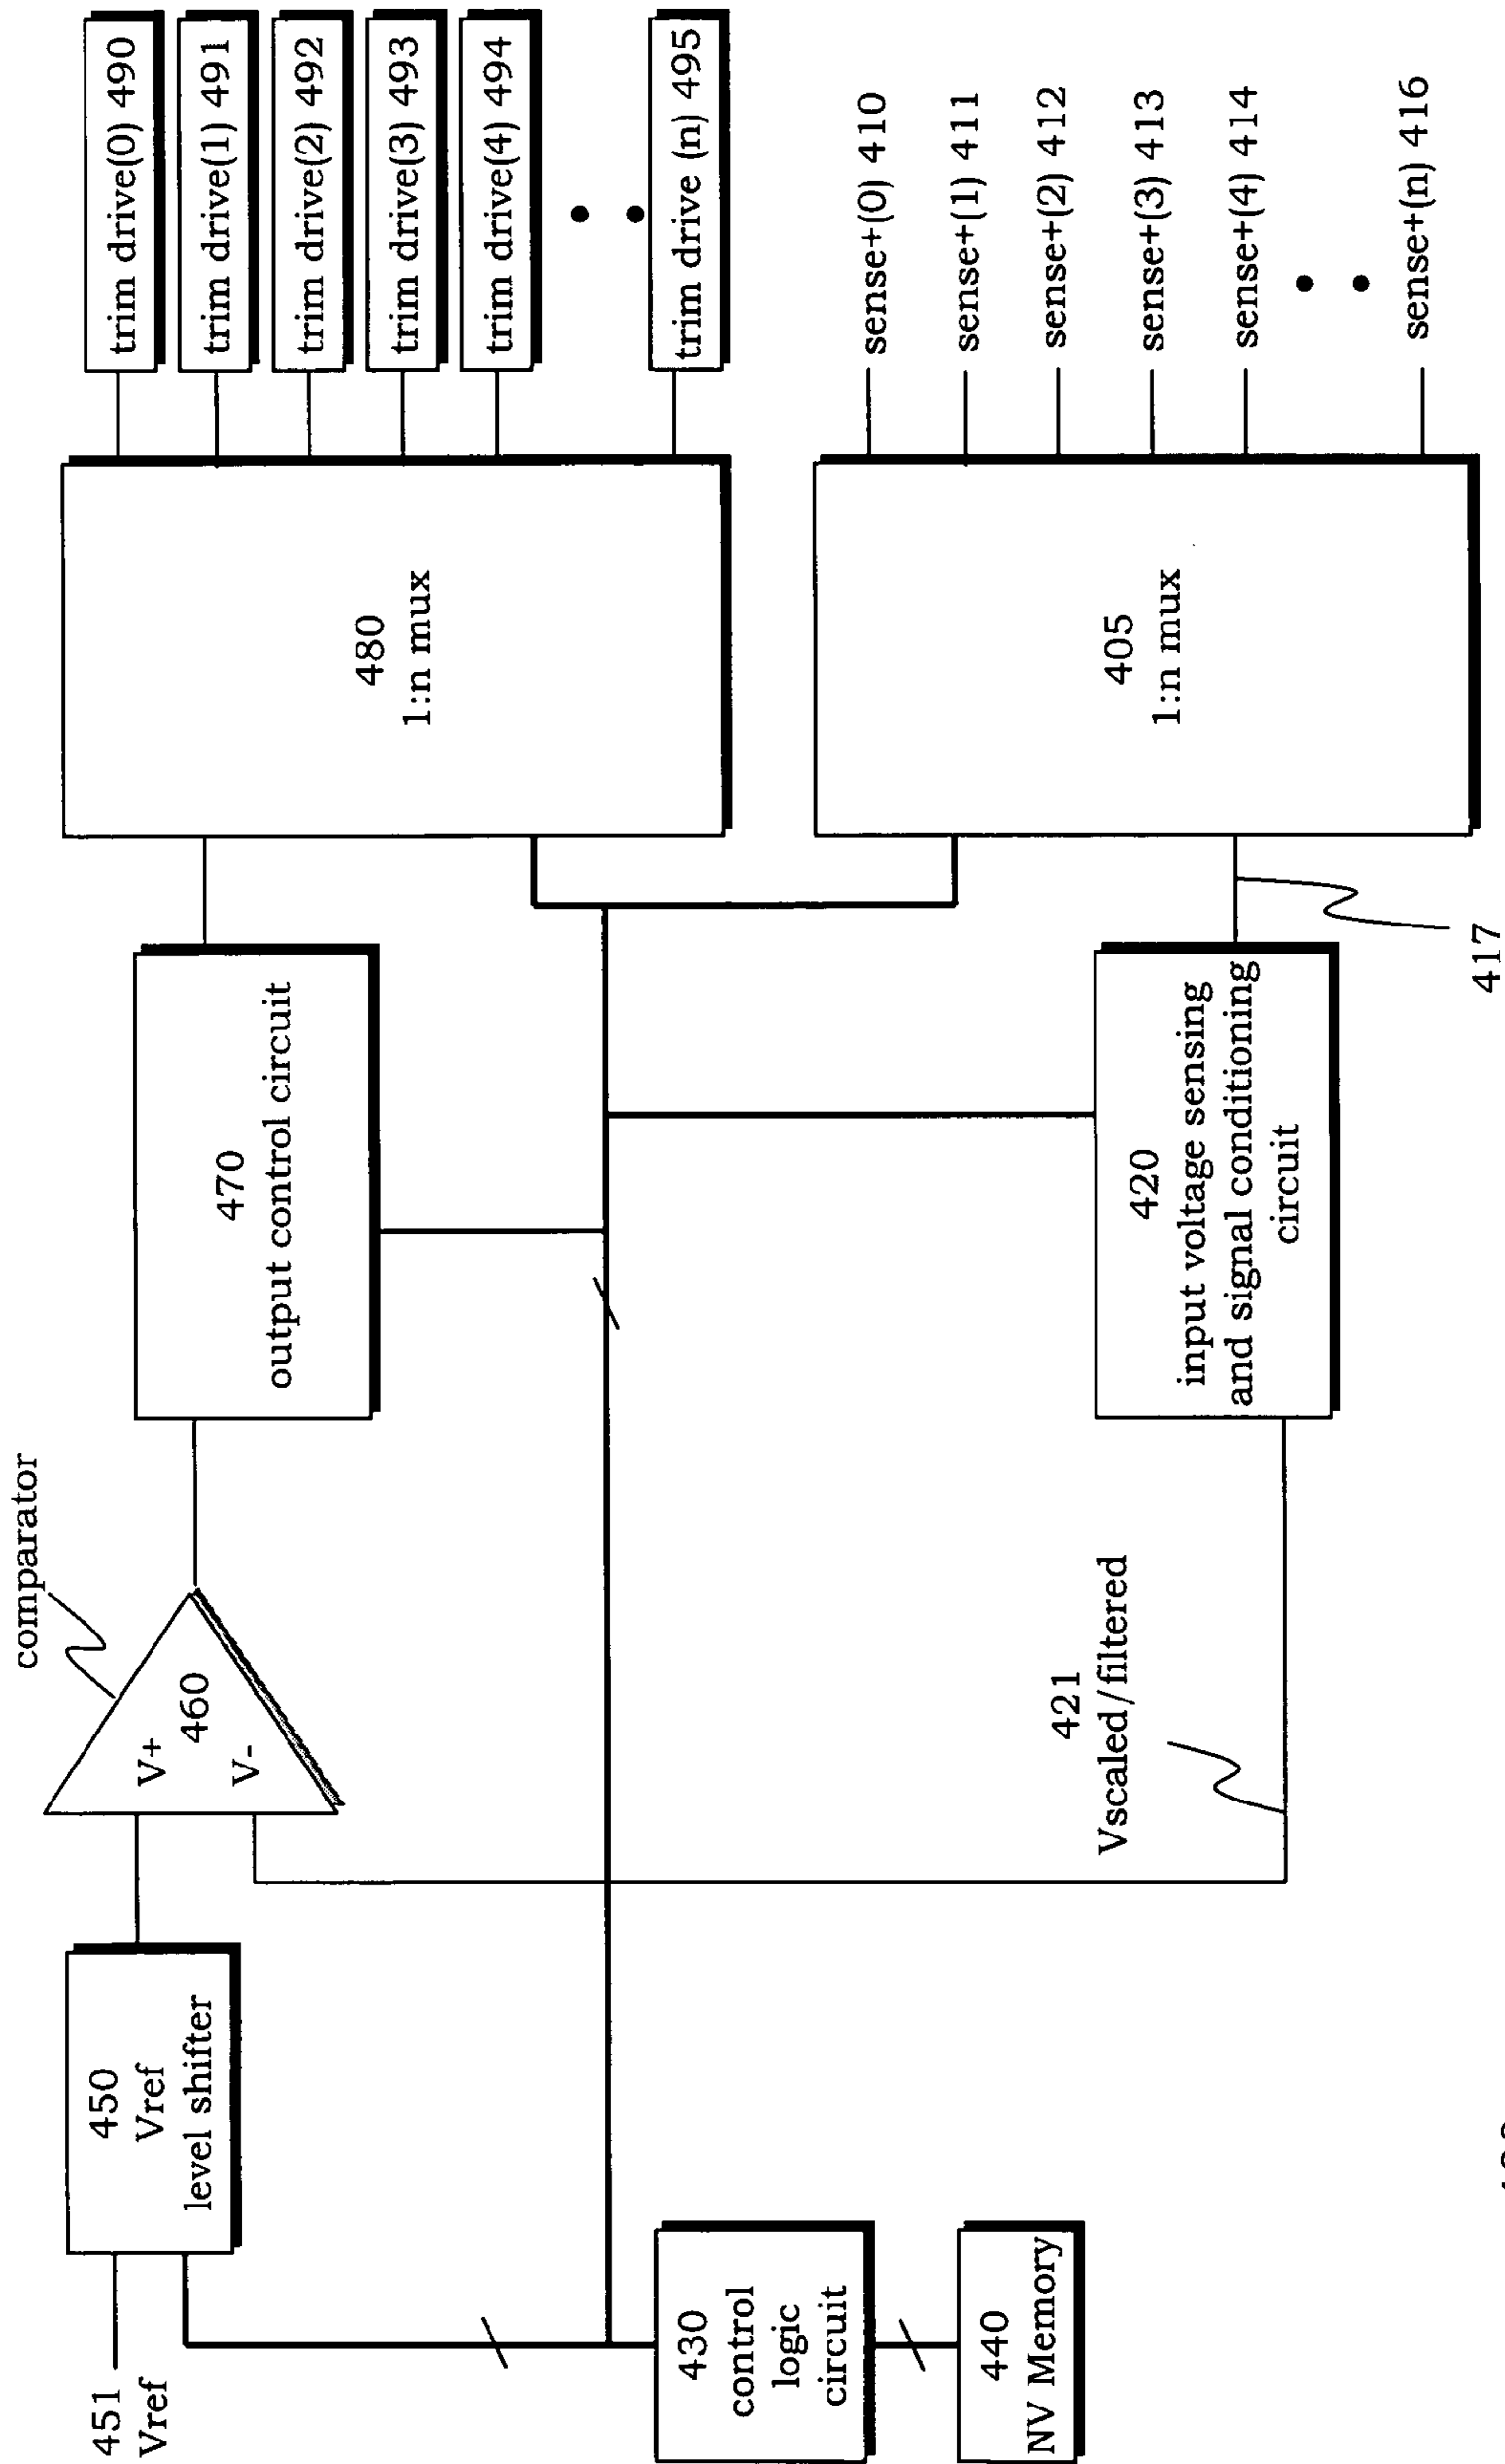 451
Vref
450
Vref
level shifter
comparator
V+
460
V-
470
output control circuit
480
1:n mux
trim drive(0) 490
trim drive(1) 491
trim drive(2) 492
trim drive(3) 493
trim drive(4) 494
trim drive (n) 495
430
control
logic
circuit
440
NV Memory
421
Vscaled/filtered
420
input voltage sensing
and signal conditioning
circuit
417
405
1:n mux
sense+(0) 410
sense+(1) 411
sense+(2) 412
sense+(3) 413
sense+(4) 414
sense+(n) 416